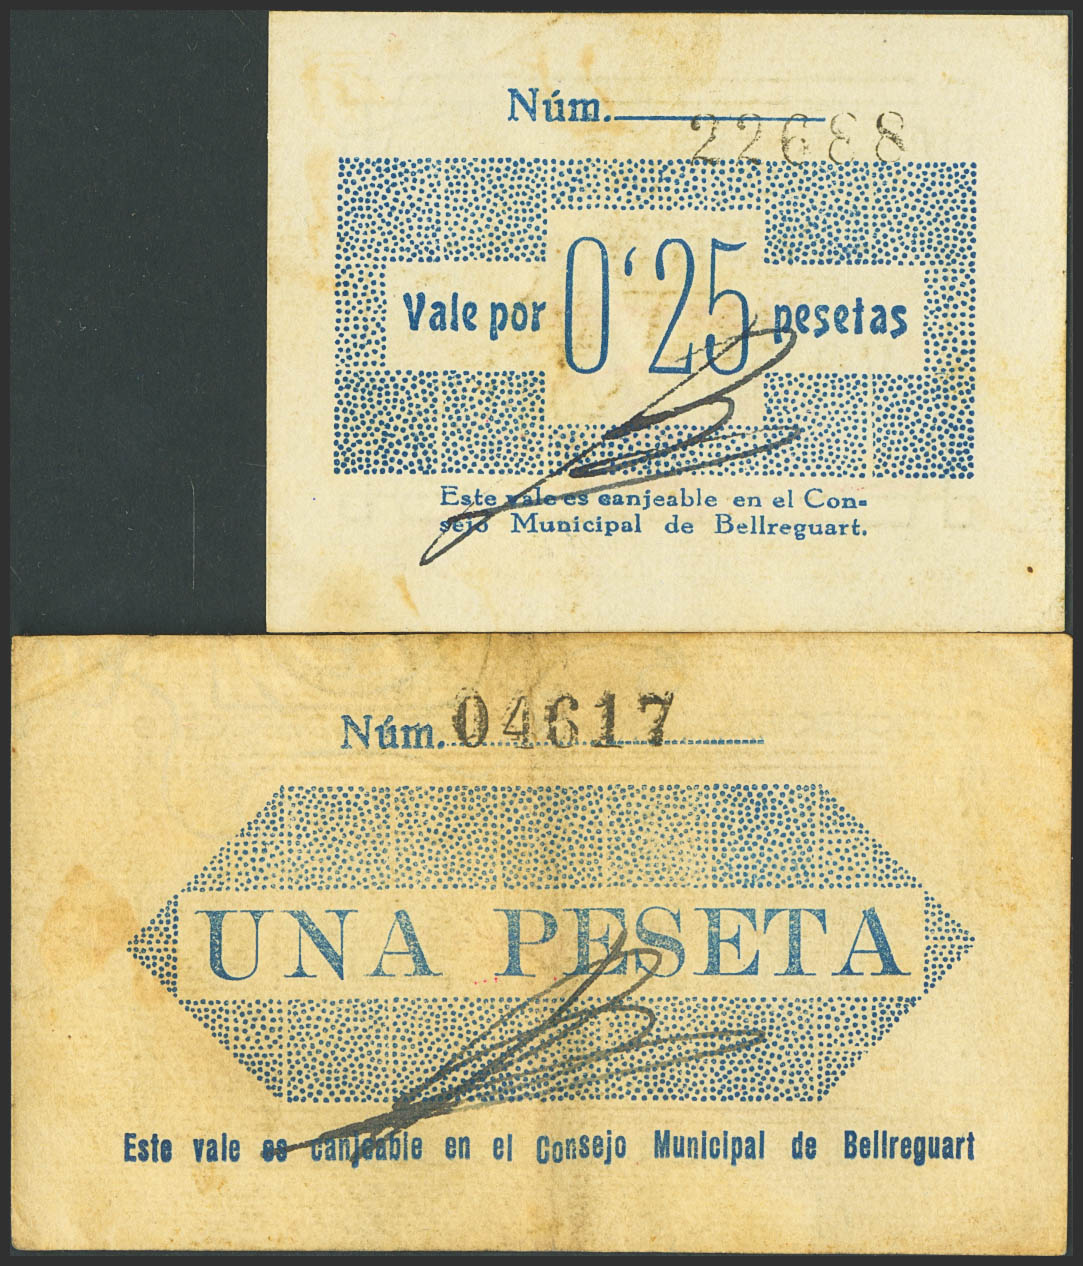 Núm. 22688
Vale por 0'25 pesetas
Este vale es canjeable en el Con-
sejo Municipal de Bellreguart.
Núm. 04617
UNA PESETA
Este vale es canjeable en el Consejo Municipal de Bellreguart